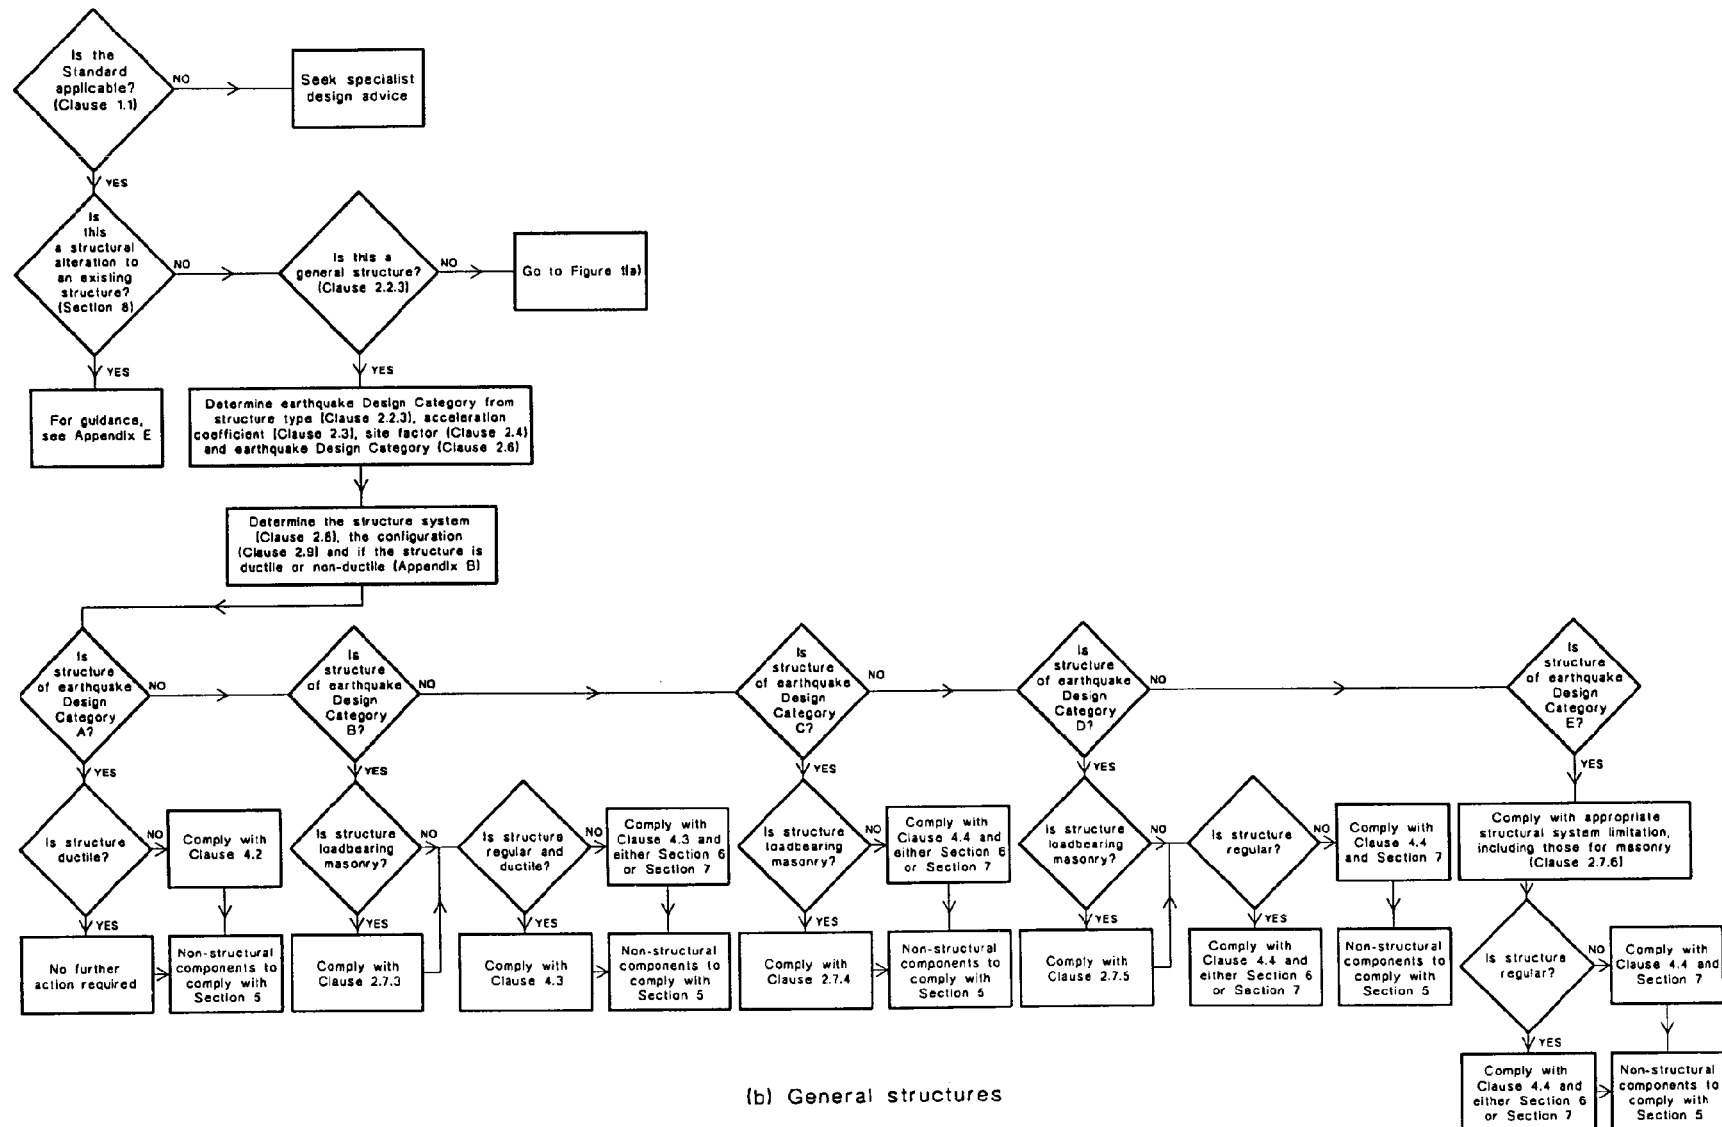 Is the
Standard
applicable?
(Clause 1.1)
NO
Seek specialist
design advice
YES
Is
this
a structural
alteration to
an existing
structure?
(Section 8)
NO
Is this a
general structure?
(Clause 2.2.3)
NO
Go to Figure 1(a)
YES
For guidance,
see Appendix E
YES
Determine earthquake Design Category from
structure type (Clause 2.2.3), acceleration
coefficient (Clause 2.3), site factor (Clause 2.4)
and earthquake Design Category (Clause 2.6)
Determine the structure system
(Clause 2.8), the configuration
(Clause 2.9) and if the structure is
ductile or non-ductile (Appendix B)
Is
structure
of earthquake
Design
Category
A?
NO
Is
structure
of earthquake
Design
Category
B?
NO
Is
structure
of earthquake
Design
Category
C?
NO
Is
structure
of earthquake
Design
Category
D?
NO
Is
structure
of earthquake
Design
Category
E?
YES
YES
YES
YES
YES
Is structure
ductile?
NO
Comply with
Clause 4.2
YES
No further
action required
Non-structural
components to
comply with
Section 5
Is structure
loadbearing
masonry?
NO
YES
Comply with
Clause 2.7.3
Is structure
regular and
ductile?
NO
Comply with
Clause 4.3 and
either Section 6
or Section 7
YES
Comply with
Clause 4.3
Non-structural
components to
comply with
Section 5
Is structure
loadbearing
masonry?
NO
Comply with
Clause 4.4 and
either Section 6
or Section 7
YES
Comply with
Clause 2.7.4
Non-structural
components to
comply with
Section 5
Is structure
loadbearing
masonry?
NO
YES
Comply with
Clause 2.7.5
Is structure
regular?
NO
Comply with
Clause 4.4
and Section 7
YES
Comply with
Clause 4.4 and
either Section 6
or Section 7
Non-structural
components to
comply with
Section 5
Comply with appropriate
structural system limitation,
including those for masonry
(Clause 2.7.6)
Is structure
regular?
NO
Comply with
Clause 4.4 and
Section 7
YES
Comply with
Clause 4.4 and
either Section 6
or Section 7
Non-structural
components to
comply with
Section 5
(b) General structures